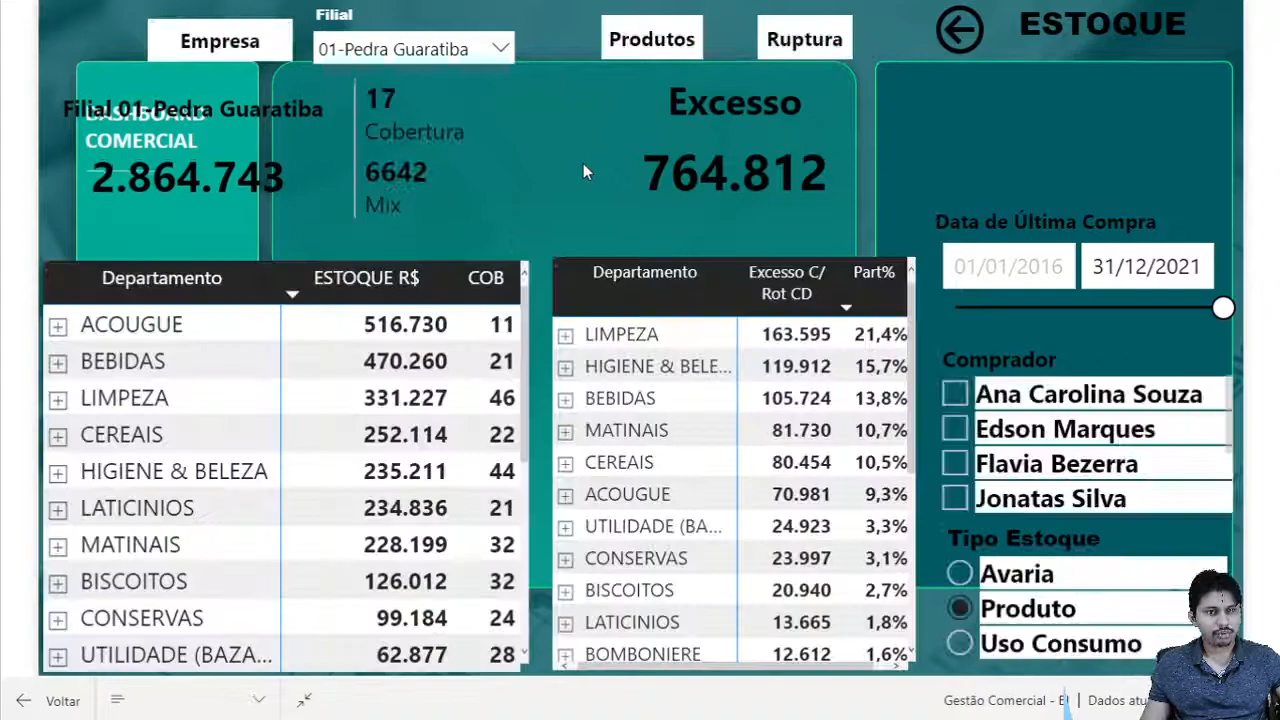 Empresa
Filial
01-Pedra Guaratiba
Produtos
Ruptura
ESTOQUE
Filial 01-Pedra Guaratiba
DASHBOARD
COMERCIAL
2.864.743
17
Cobertura
6642
Mix
Excesso
764.812
Departamento ESTOQUE R$ COB
ACOUGUE 516.730 11
BEBIDAS 470.260 21
LIMPEZA 331.227 46
CEREAIS 252.114 22
HIGIENE & BELEZA 235.211 44
LATICINIOS 234.836 21
MATINAIS 228.199 32
BISCOITOS 126.012 32
CONSERVAS 99.184 24
UTILIDADE (BAZA... 62.877 28
Departamento Excesso C/ Part%
Rot CD
LIMPEZA 163.595 21,4%
HIGIENE & BELE... 119.912 15,7%
BEBIDAS 105.724 13,8%
MATINAIS 81.730 10,7%
CEREAIS 80.454 10,5%
ACOUGUE 70.981 9,3%
UTILIDADE (BA... 24.923 3,3%
CONSERVAS 23.997 3,1%
BISCOITOS 20.940 2,7%
LATICINIOS 13.665 1,8%
BOMBONIERE 12.612 1,6%
Data de Última Compra
01/01/2016 31/12/2021
Comprador
Ana Carolina Souza
Edson Marques
Flavia Bezerra
Jonatas Silva
Tipo Estoque
Avaria
Produto
Uso Consumo
Voltar
Gestão Comercial -
Dados